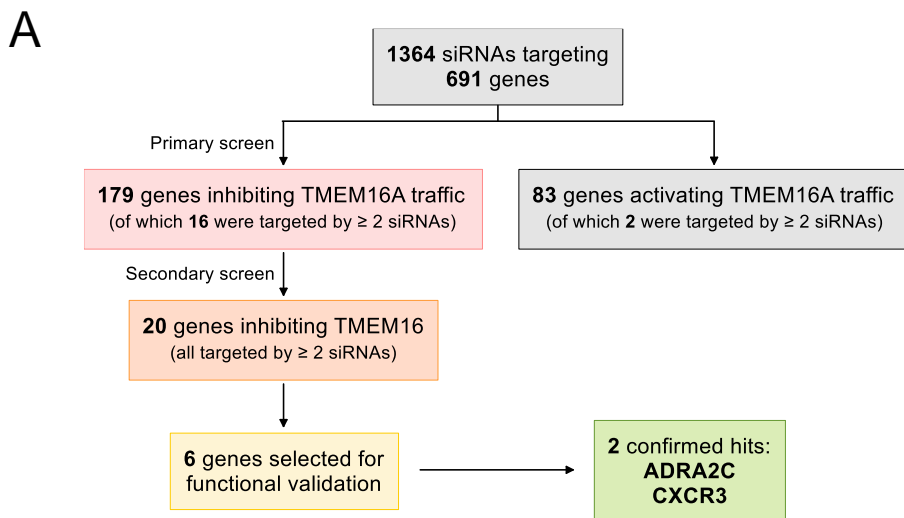 A
1364 siRNAs targeting
691 genes
Primary screen
179 genes inhibiting TMEM16A traffic
(of which 16 were targeted by ≥ 2 siRNAs)
83 genes activating TMEM16A traffic
(of which 2 were targeted by ≥ 2 siRNAs)
Secondary screen
20 genes inhibiting TMEM16
(all targeted by ≥ 2 siRNAs)
6 genes selected for
functional validation
2 confirmed hits:
ADRA2C
CXCR3